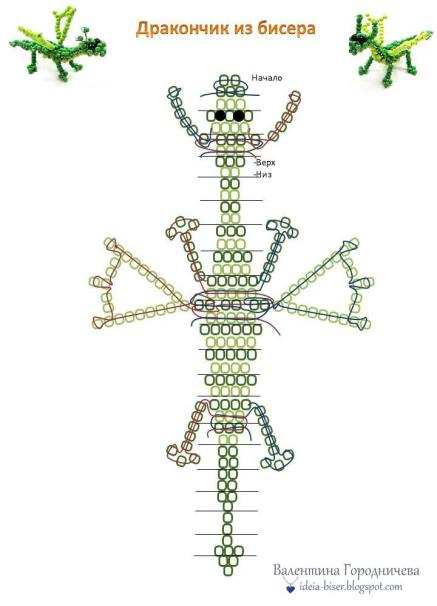 Дракончик из бисера
Начало
-Верх
-Низ
Валентина Городничева
ideia-biser.blogspot.com